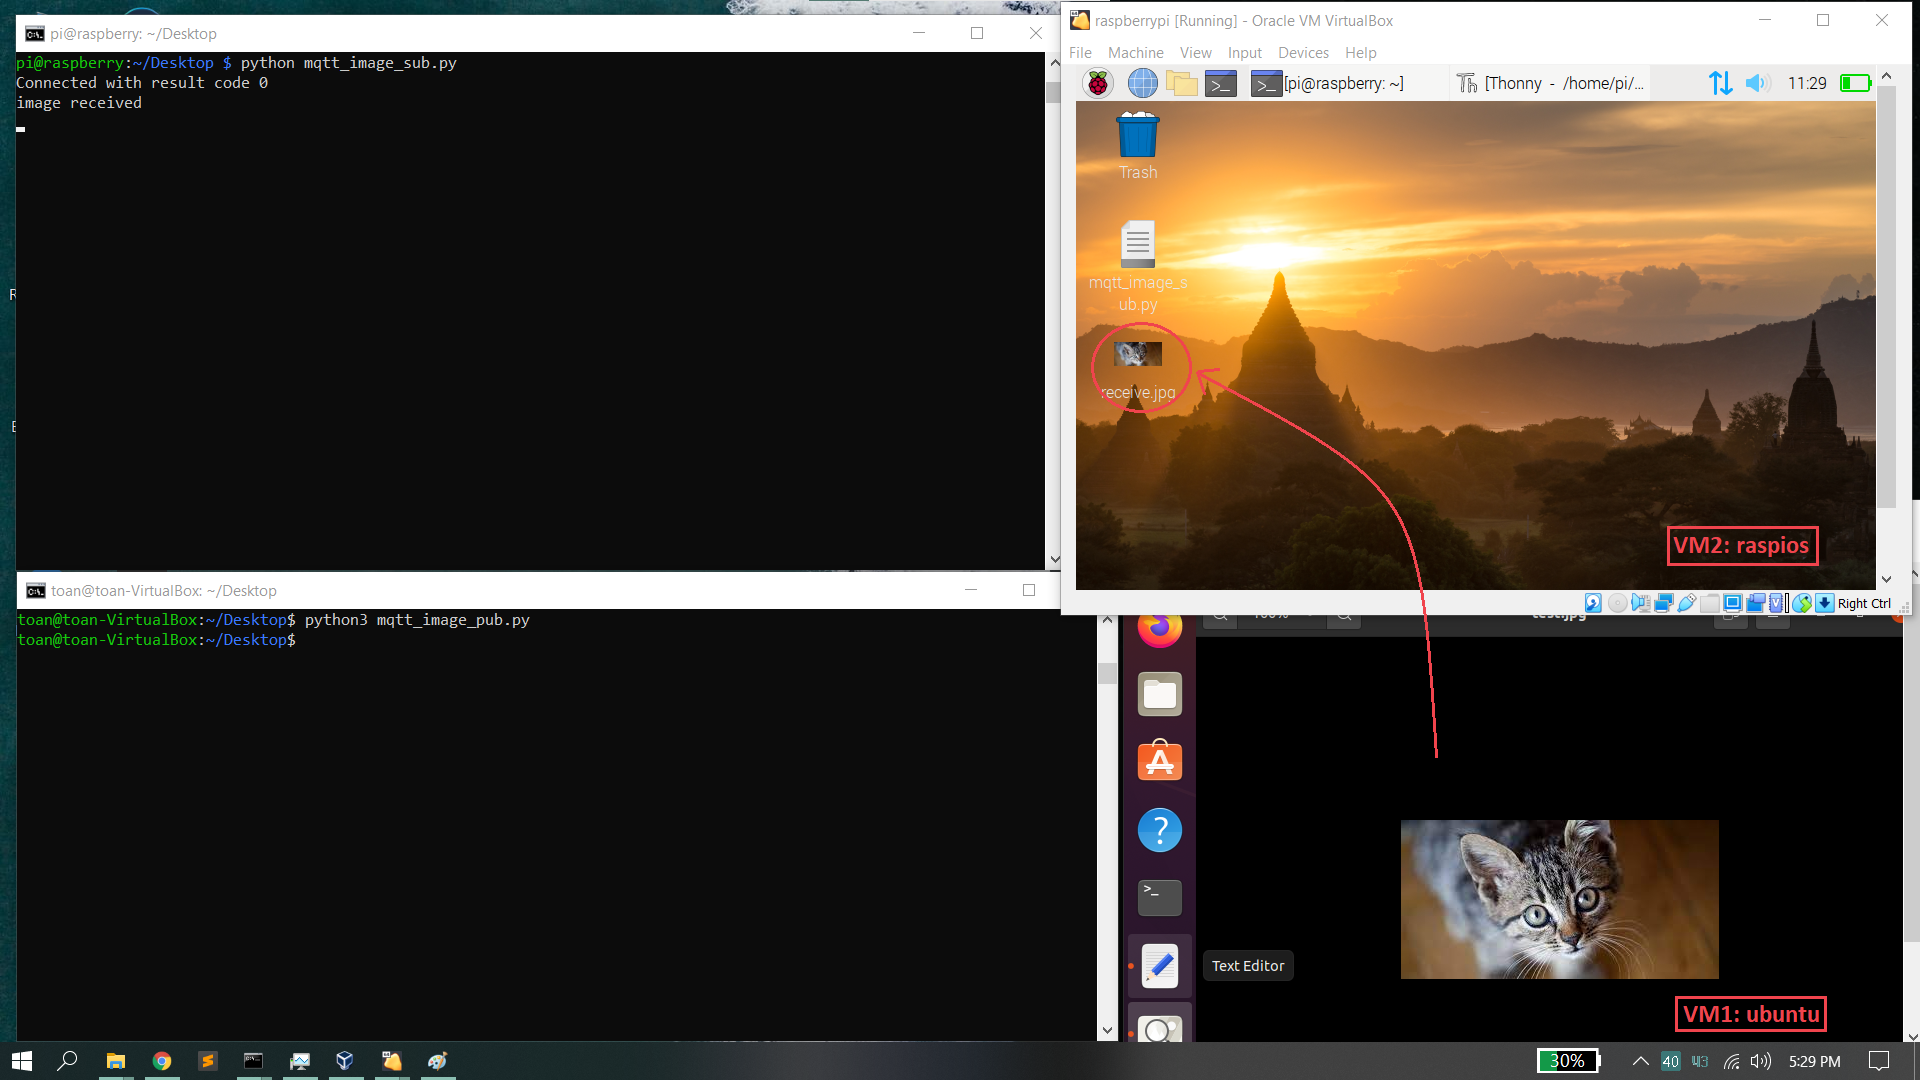 pi@raspberry: ~/Desktop
pi@raspberry:~/Desktop $ python mqtt_image_sub.py
Connected with result code 0
image received
raspberrypi [Running] - Oracle VM VirtualBox
File Machine View Input Devices Help
[pi@raspberry: ~]
[Thonny - /home/pi/...
11:29
Trash
mqtt_image_s
ub.py
receive.jpg
VM2: raspios
Right Ctrl
toan@toan-VirtualBox: ~/Desktop
toan@toan-VirtualBox:~/Desktop$ python3 mqtt_image_pub.py
toan@toan-VirtualBox:~/Desktop$
test.jpg
Text Editor
VM1: ubuntu
30%
40
43
5:29 PM